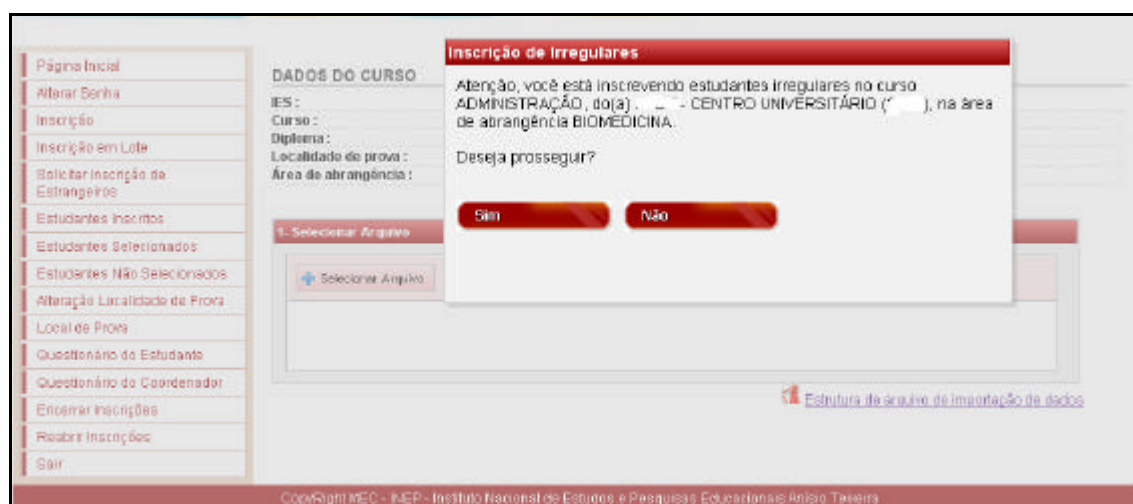 Página Inicial
Alterar Senha
Inscrição
Inscrição em Lote
Solicitar Inscrição de
Estrangeiros
Estudantes Inscritos
Estudantes Selecionados
Estudantes Não Selecionados
Alteração Localidade de Prova
Local de Prova
Questionário do Estudante
Questionário do Coordenador
Encerrar Inscrições
Reabrir Inscrições
Sair
DADOS DO CURSO
IES :
Curso :
Diploma :
Localidade de prova :
Área de abrangência :
1- Selecionar Arquivo
Selecionar Arquivo
Inscrição de Irregulares
Atenção, você está inscrevendo estudantes irregulares no curso
ADMINISTRAÇÃO, do(a) - CENTRO UNIVERSITÁRIO ( ), na área
de abrangência BIOMEDICINA.
Deseja prosseguir?
Sim
Não
Estrutura de arquivo de importação de dados
CopyRight MEC - INEP - Instituto Nacional de Estudos e Pesquisas Educacionais Anísio Teixeira